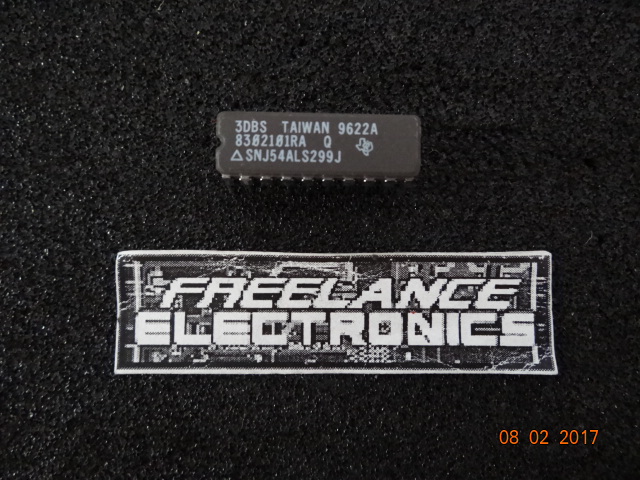 3DBS TAIWAN 9622A
8302101RA Q
SNJ54ALS299J
FREELANCE
ELECTRONICS
08 02 2017